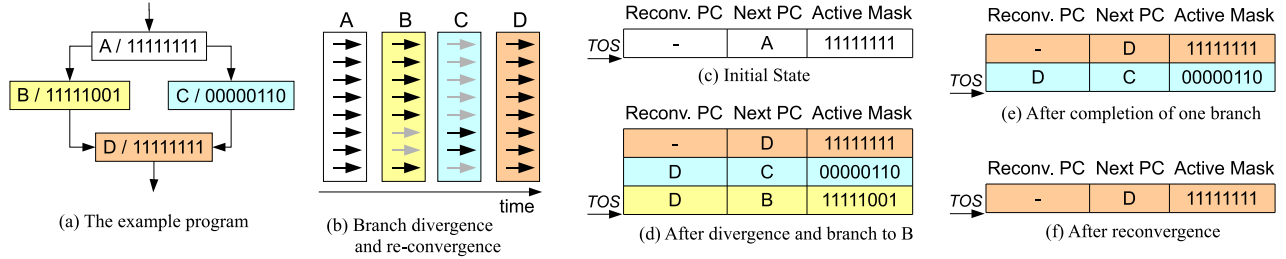 A / 11111111
B / 11111001
C / 00000110
D / 11111111
(a) The example program
A B C D
time
(b) Branch divergence
and re-convergence
Reconv. PC Next PC Active Mask
TOS - A 11111111
(c) Initial State
Reconv. PC Next PC Active Mask
- D 11111111
D C 00000110
TOS D B 11111001
(d) After divergence and branch to B
Reconv. PC Next PC Active Mask
- D 11111111
TOS D C 00000110
(e) After completion of one branch
Reconv. PC Next PC Active Mask
TOS - D 11111111
(f) After reconvergence